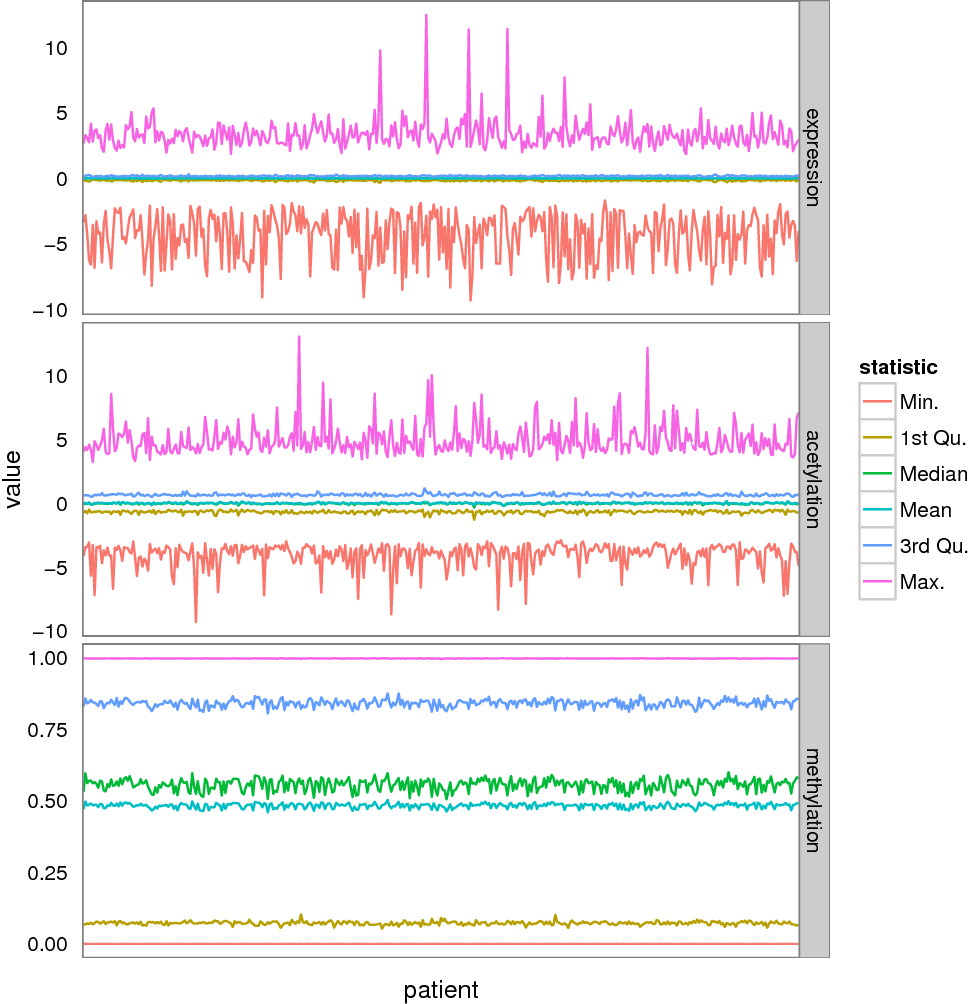 10
5
0
−5
−10
expression
10
5
0
−5
−10
acetylation
1.00
0.75
0.50
0.25
0.00
methylation
value
patient
statistic
Min.
1st Qu.
Median
Mean
3rd Qu.
Max.